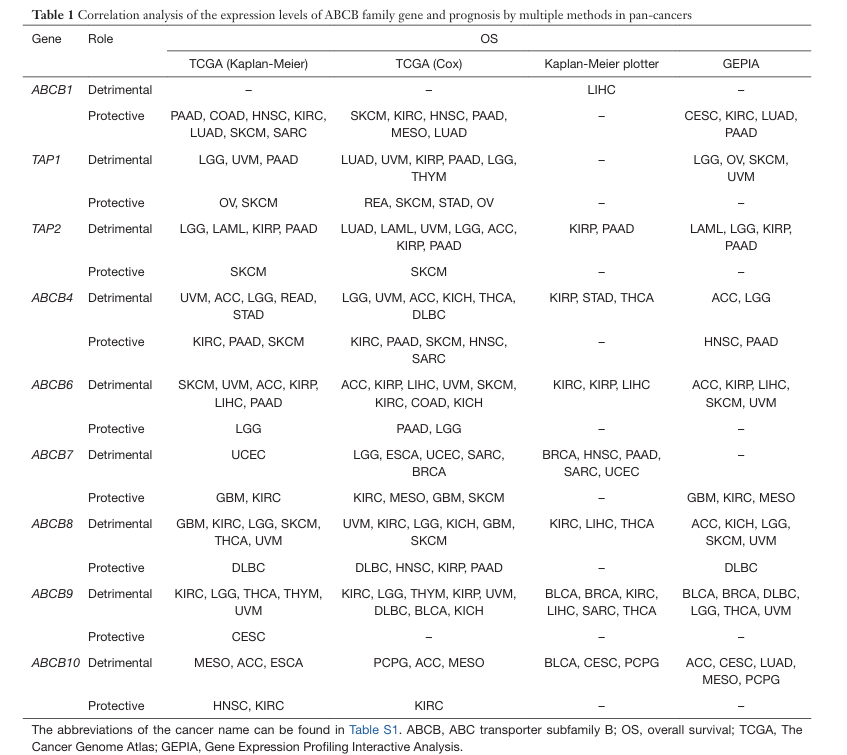 Table 1 Correlation analysis of the expression levels of ABCB family gene and prognosis by multiple methods in pan-cancers
Gene Role OS
TCGA (Kaplan-Meier) TCGA (Cox) Kaplan-Meier plotter GEPIA
ABCB1 Detrimental – – LIHC –
Protective PAAD, COAD, HNSC, KIRC, SKCM, KIRC, HNSC, PAAD, – CESC, KIRC, LUAD,
LUAD, SKCM, SARC MESO, LUAD PAAD
TAP1 Detrimental LGG, UVM, PAAD LUAD, UVM, KIRP, PAAD, LGG, – LGG, OV, SKCM,
THYM UVM
Protective OV, SKCM REA, SKCM, STAD, OV – –
TAP2 Detrimental LGG, LAML, KIRP, PAAD LUAD, LAML, UVM, LGG, ACC, KIRP, PAAD LAML, LGG, KIRP,
KIRP, PAAD PAAD
Protective SKCM SKCM – –
ABCB4 Detrimental UVM, ACC, LGG, READ, LGG, UVM, ACC, KICH, THCA, KIRP, STAD, THCA ACC, LGG
STAD DLBC
Protective KIRC, PAAD, SKCM KIRC, PAAD, SKCM, HNSC, – HNSC, PAAD
SARC
ABCB6 Detrimental SKCM, UVM, ACC, KIRP, ACC, KIRP, LIHC, UVM, SKCM, KIRC, KIRP, LIHC ACC, KIRP, LIHC,
LIHC, PAAD KIRC, COAD, KICH SKCM, UVM
Protective LGG PAAD, LGG – –
ABCB7 Detrimental UCEC LGG, ESCA, UCEC, SARC, BRCA, HNSC, PAAD, –
BRCA SARC, UCEC
Protective GBM, KIRC KIRC, MESO, GBM, SKCM – GBM, KIRC, MESO
ABCB8 Detrimental GBM, KIRC, LGG, SKCM, UVM, KIRC, LGG, KICH, GBM, KIRC, LIHC, THCA ACC, KICH, LGG,
THCA, UVM SKCM SKCM, UVM
Protective DLBC DLBC, HNSC, KIRP, PAAD – DLBC
ABCB9 Detrimental KIRC, LGG, THCA, THYM, KIRC, LGG, THYM, KIRP, UVM, BLCA, BRCA, KIRC, BLCA, BRCA, DLBC,
UVM DLBC, BLCA, KICH LIHC, SARC, THCA LGG, THCA, UVM
Protective CESC – – –
ABCB10 Detrimental MESO, ACC, ESCA PCPG, ACC, MESO BLCA, CESC, PCPG ACC, CESC, LUAD,
MESO, PCPG
Protective HNSC, KIRC KIRC – –
The abbreviations of the cancer name can be found in Table S1. ABCB, ABC transporter subfamily B; OS, overall survival; TCGA, The
Cancer Genome Atlas; GEPIA, Gene Expression Profiling Interactive Analysis.